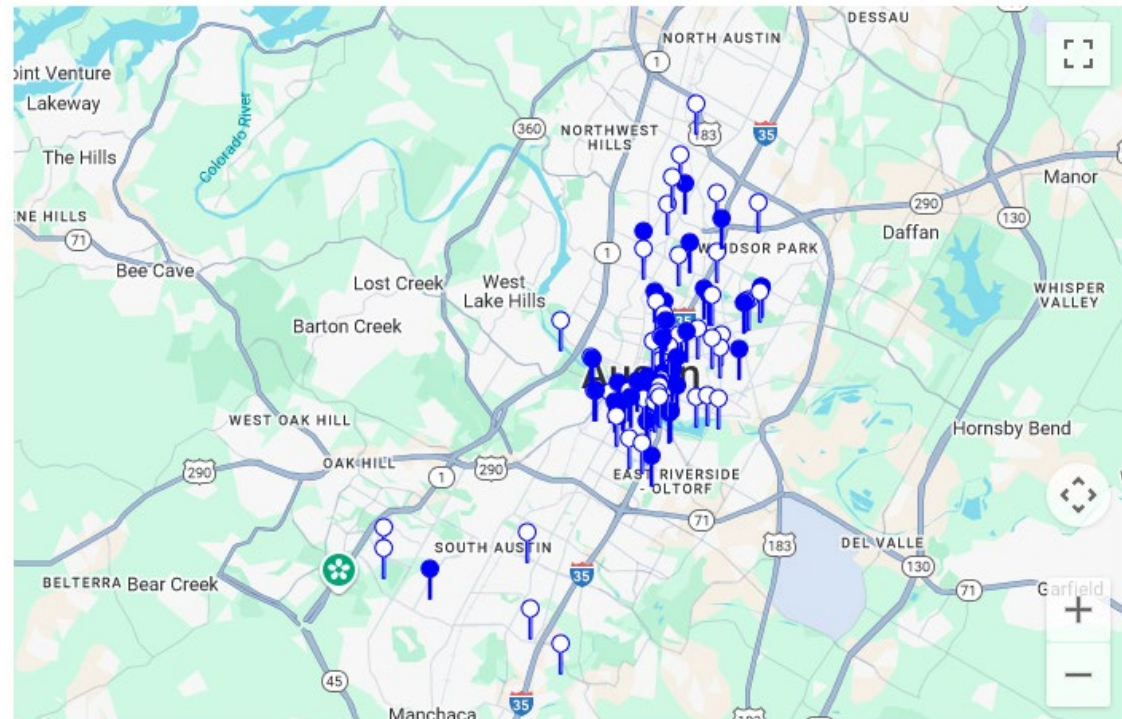 DESSAU
NORTH AUSTIN
1
oint Venture
Lakeway
Colorado River
360
NORTHWEST
HILLS
183
35
The Hills
Manor
290
130
NE HILLS
71
Daffan
1
W NDSOR PARK
Bee Cave
Lost Creek
West
Lake Hills
WHISPER
VALLEY
Barton Creek
35
Austin
WEST OAK HILL
Hornsby Bend
290
OAK HILL
1
290
EAST RIVERSIDE
- OLTORF
71
183
SOUTH AUSTIN
DEL VALLE
130
BELTERRA
Bear Creek
35
71
Garfield
+
45
−
35
Manchaca
183